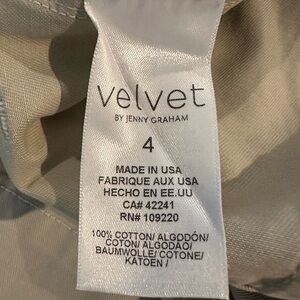 velvet
BY JENNY GRAHAM
4
MADE IN USA
FABRIQUE AUX USA
HECHO EN EE.UU
CA# 42241
RN# 109220
100% COTTON/ ALGODÓN/
COTON/ ALGODAO/
BAUMWOLLE/ COTONE/
KATOEN /